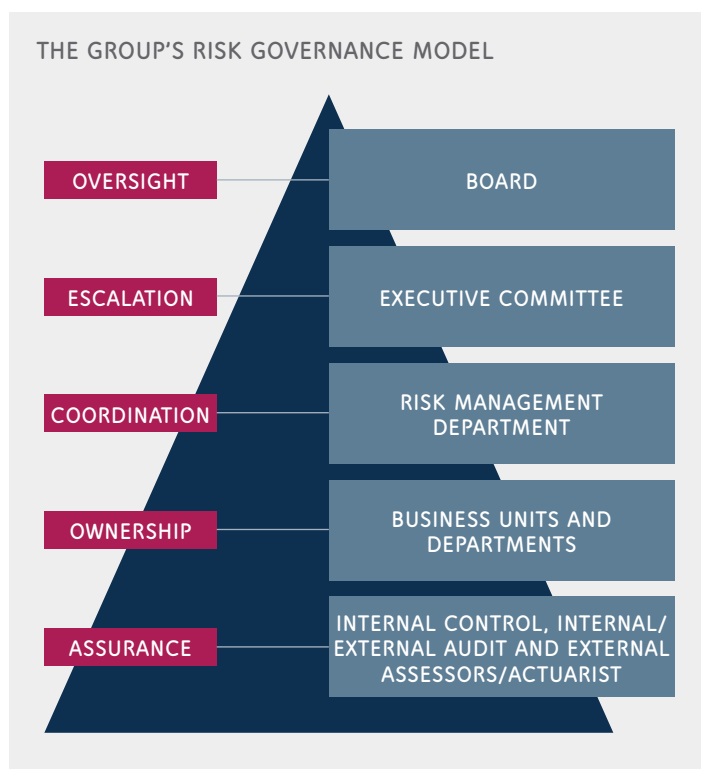 THE GROUP'S RISK GOVERNANCE MODEL
OVERSIGHT
BOARD
ESCALATION
EXECUTIVE COMMITTEE
COORDINATION
RISK MANAGEMENT
DEPARTMENT
OWNERSHIP
BUSINESS UNITS AND
DEPARTMENTS
ASSURANCE
INTERNAL CONTROL, INTERNAL/
EXTERNAL AUDIT AND EXTERNAL
ASSESSORS/ACTUARIST